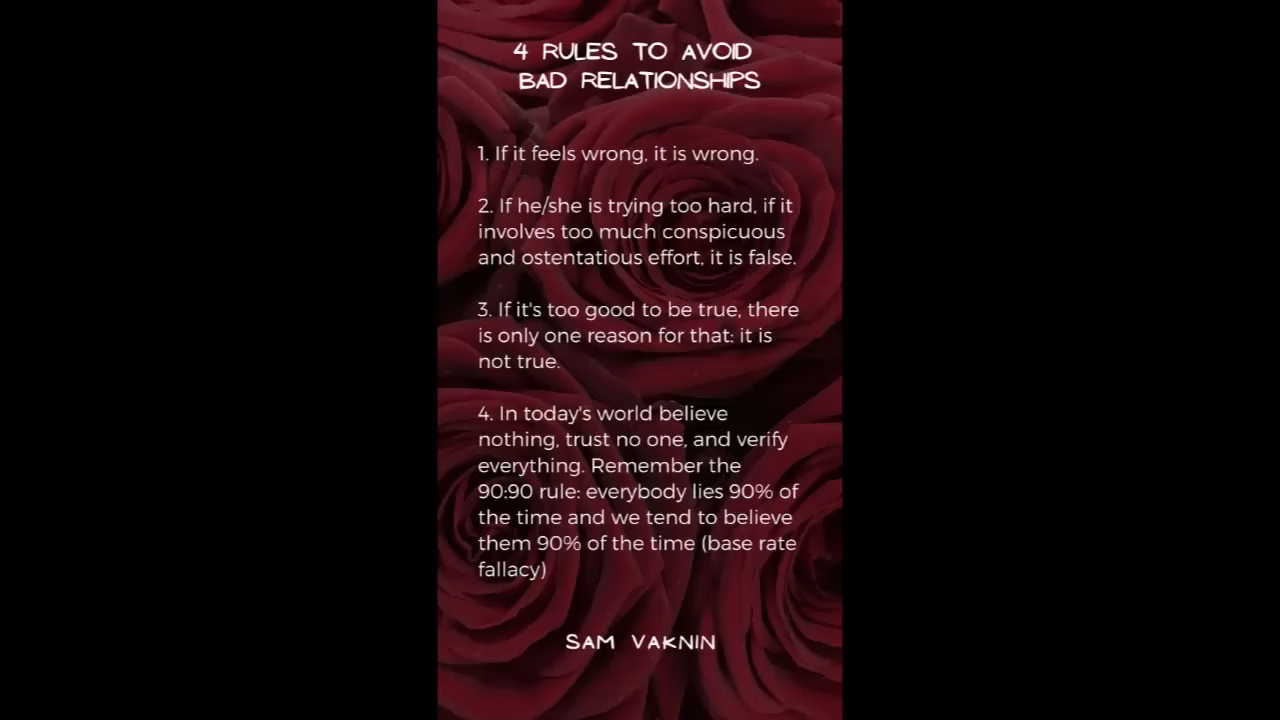 4 RULES TO AVOID
BAD RELATIONSHIPS
1. If it feels wrong, it is wrong.
2. If he/she is trying too hard, if it
involves too much conspicuous
and ostentatious effort, it is false.
3. If it's too good to be true, there
is only one reason for that: it is
not true.
4. In today's world believe
nothing, trust no one, and verify
everything. Remember the
90:90 rule: everybody lies 90% of
the time and we tend to believe
them 90% of the time (base rate
fallacy)
SAM VAKNIN